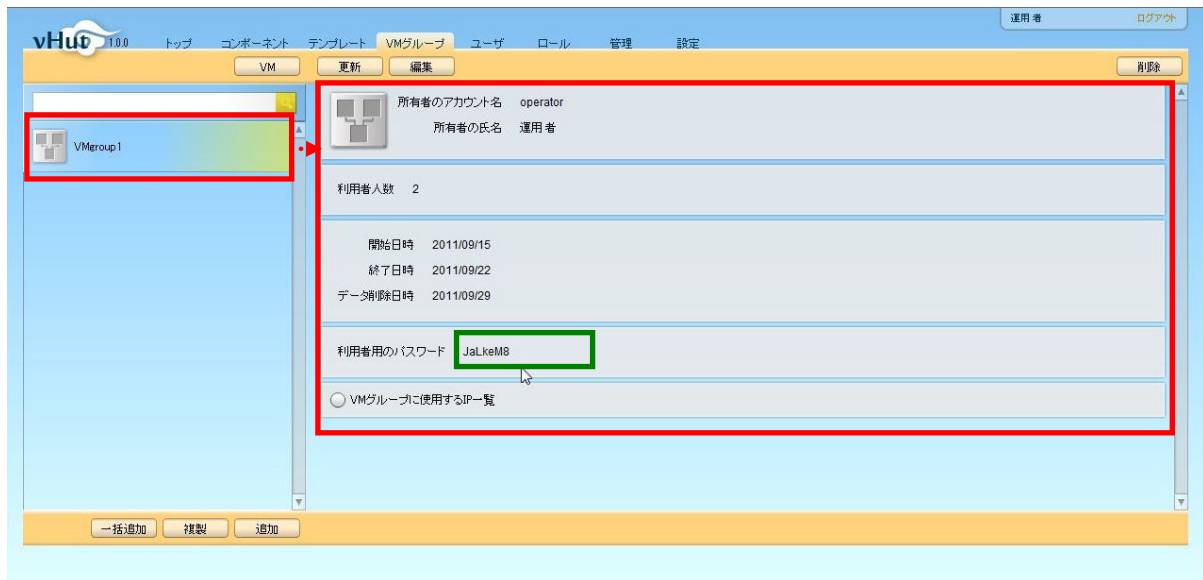 運用 者 ログアウト
vHut 1.0.0 トップ コンポーネント テンプレート VMグループ ユーザ ロール 管理 設定
VM 更新 編集 削除
所有者のアカウント名 operator
所有者の氏名 運用 者
VMgroup1
利用者人数 2
開始日時 2011/09/15
終了日時 2011/09/22
データ削除日時 2011/09/29
利用者用のパスワード JaLkeM8
VMグループに使用するIP一覧
一括追加 複製 追加